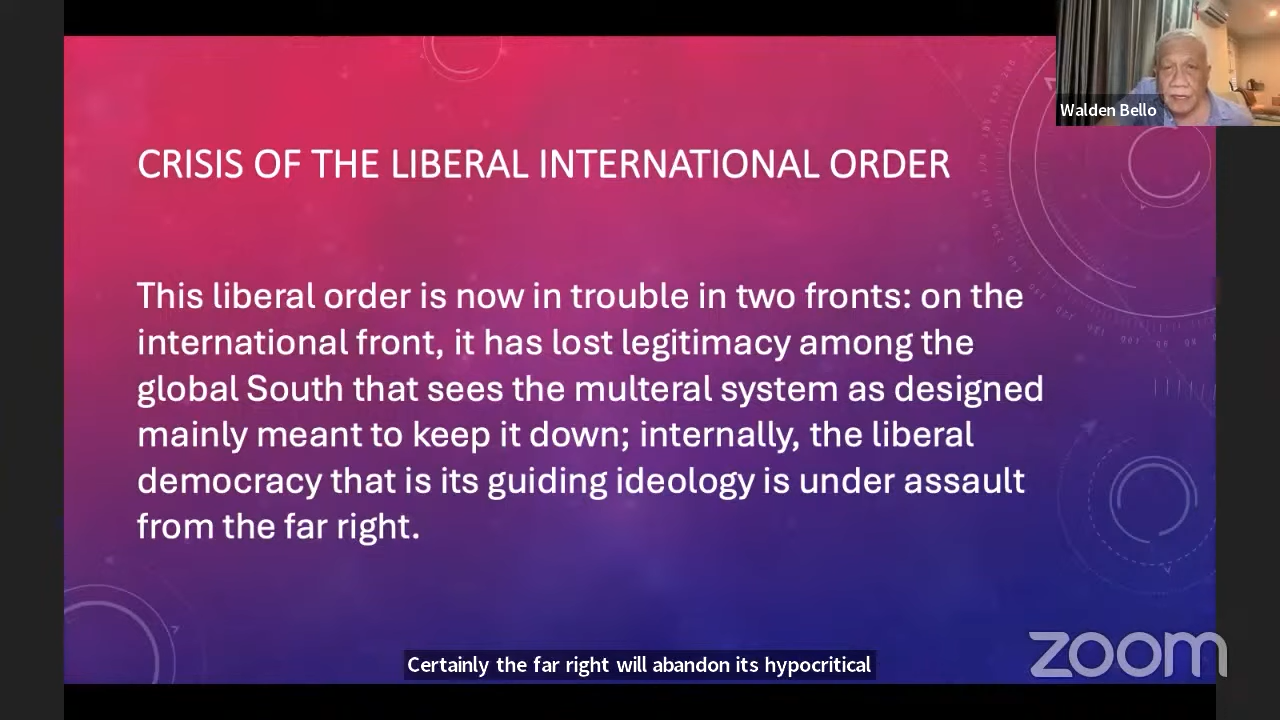 Walden Bello
CRISIS OF THE LIBERAL INTERNATIONAL ORDER
This liberal order is now in trouble in two fronts: on the
international front, it has lost legitimacy among the
global South that sees the multeral system as designed
mainly meant to keep it down; internally, the liberal
democracy that is its guiding ideology is under assault
from the far right.
Certainly the far right will abandon its hypocritical
zoom